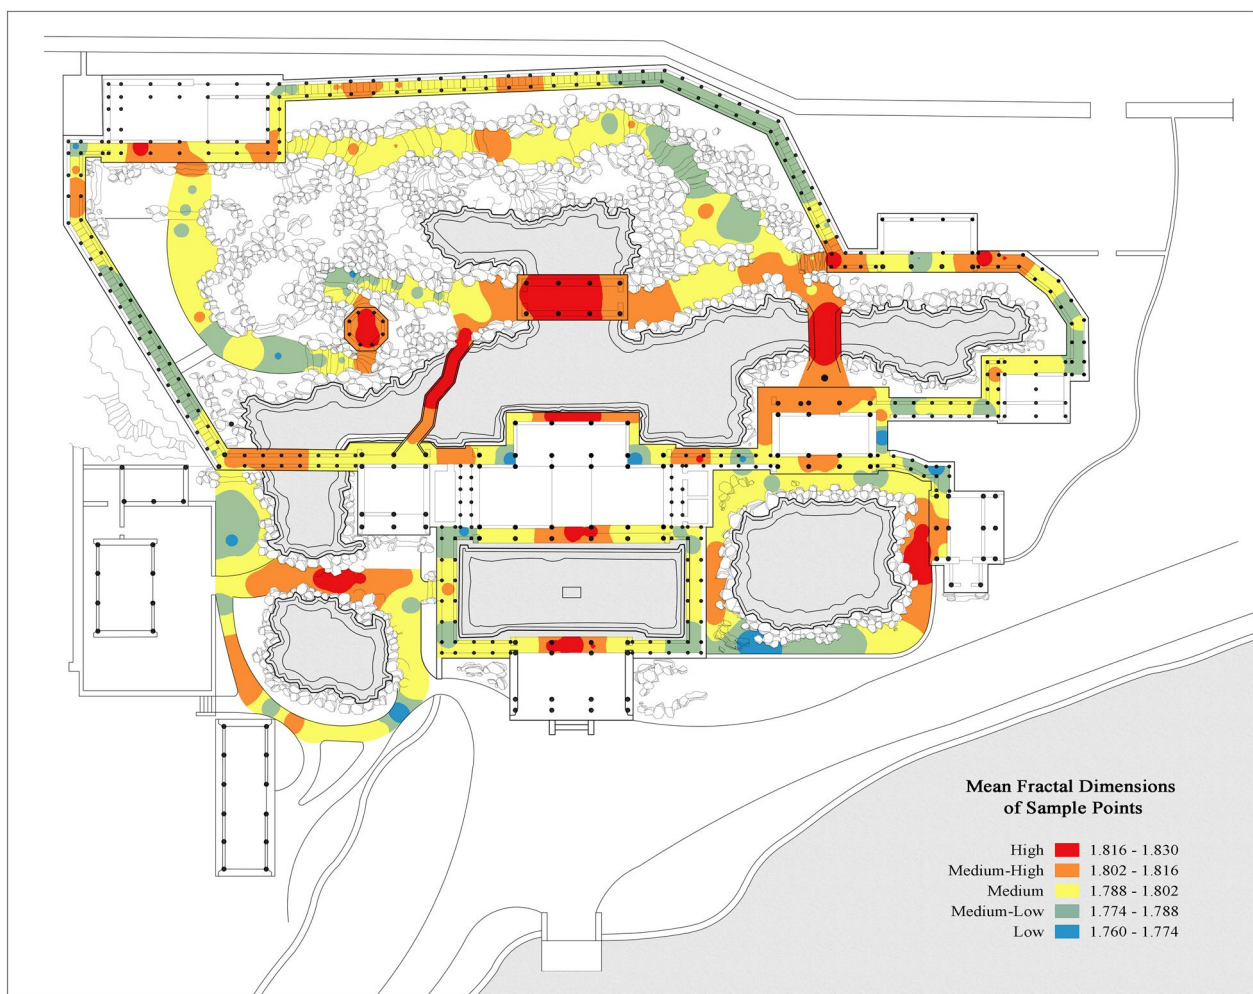 Mean Fractal Dimensions
of Sample Points
High 1.816 - 1.830
Medium-High 1.802 - 1.816
Medium 1.788 - 1.802
Medium-Low 1.774 - 1.788
Low 1.760 - 1.774